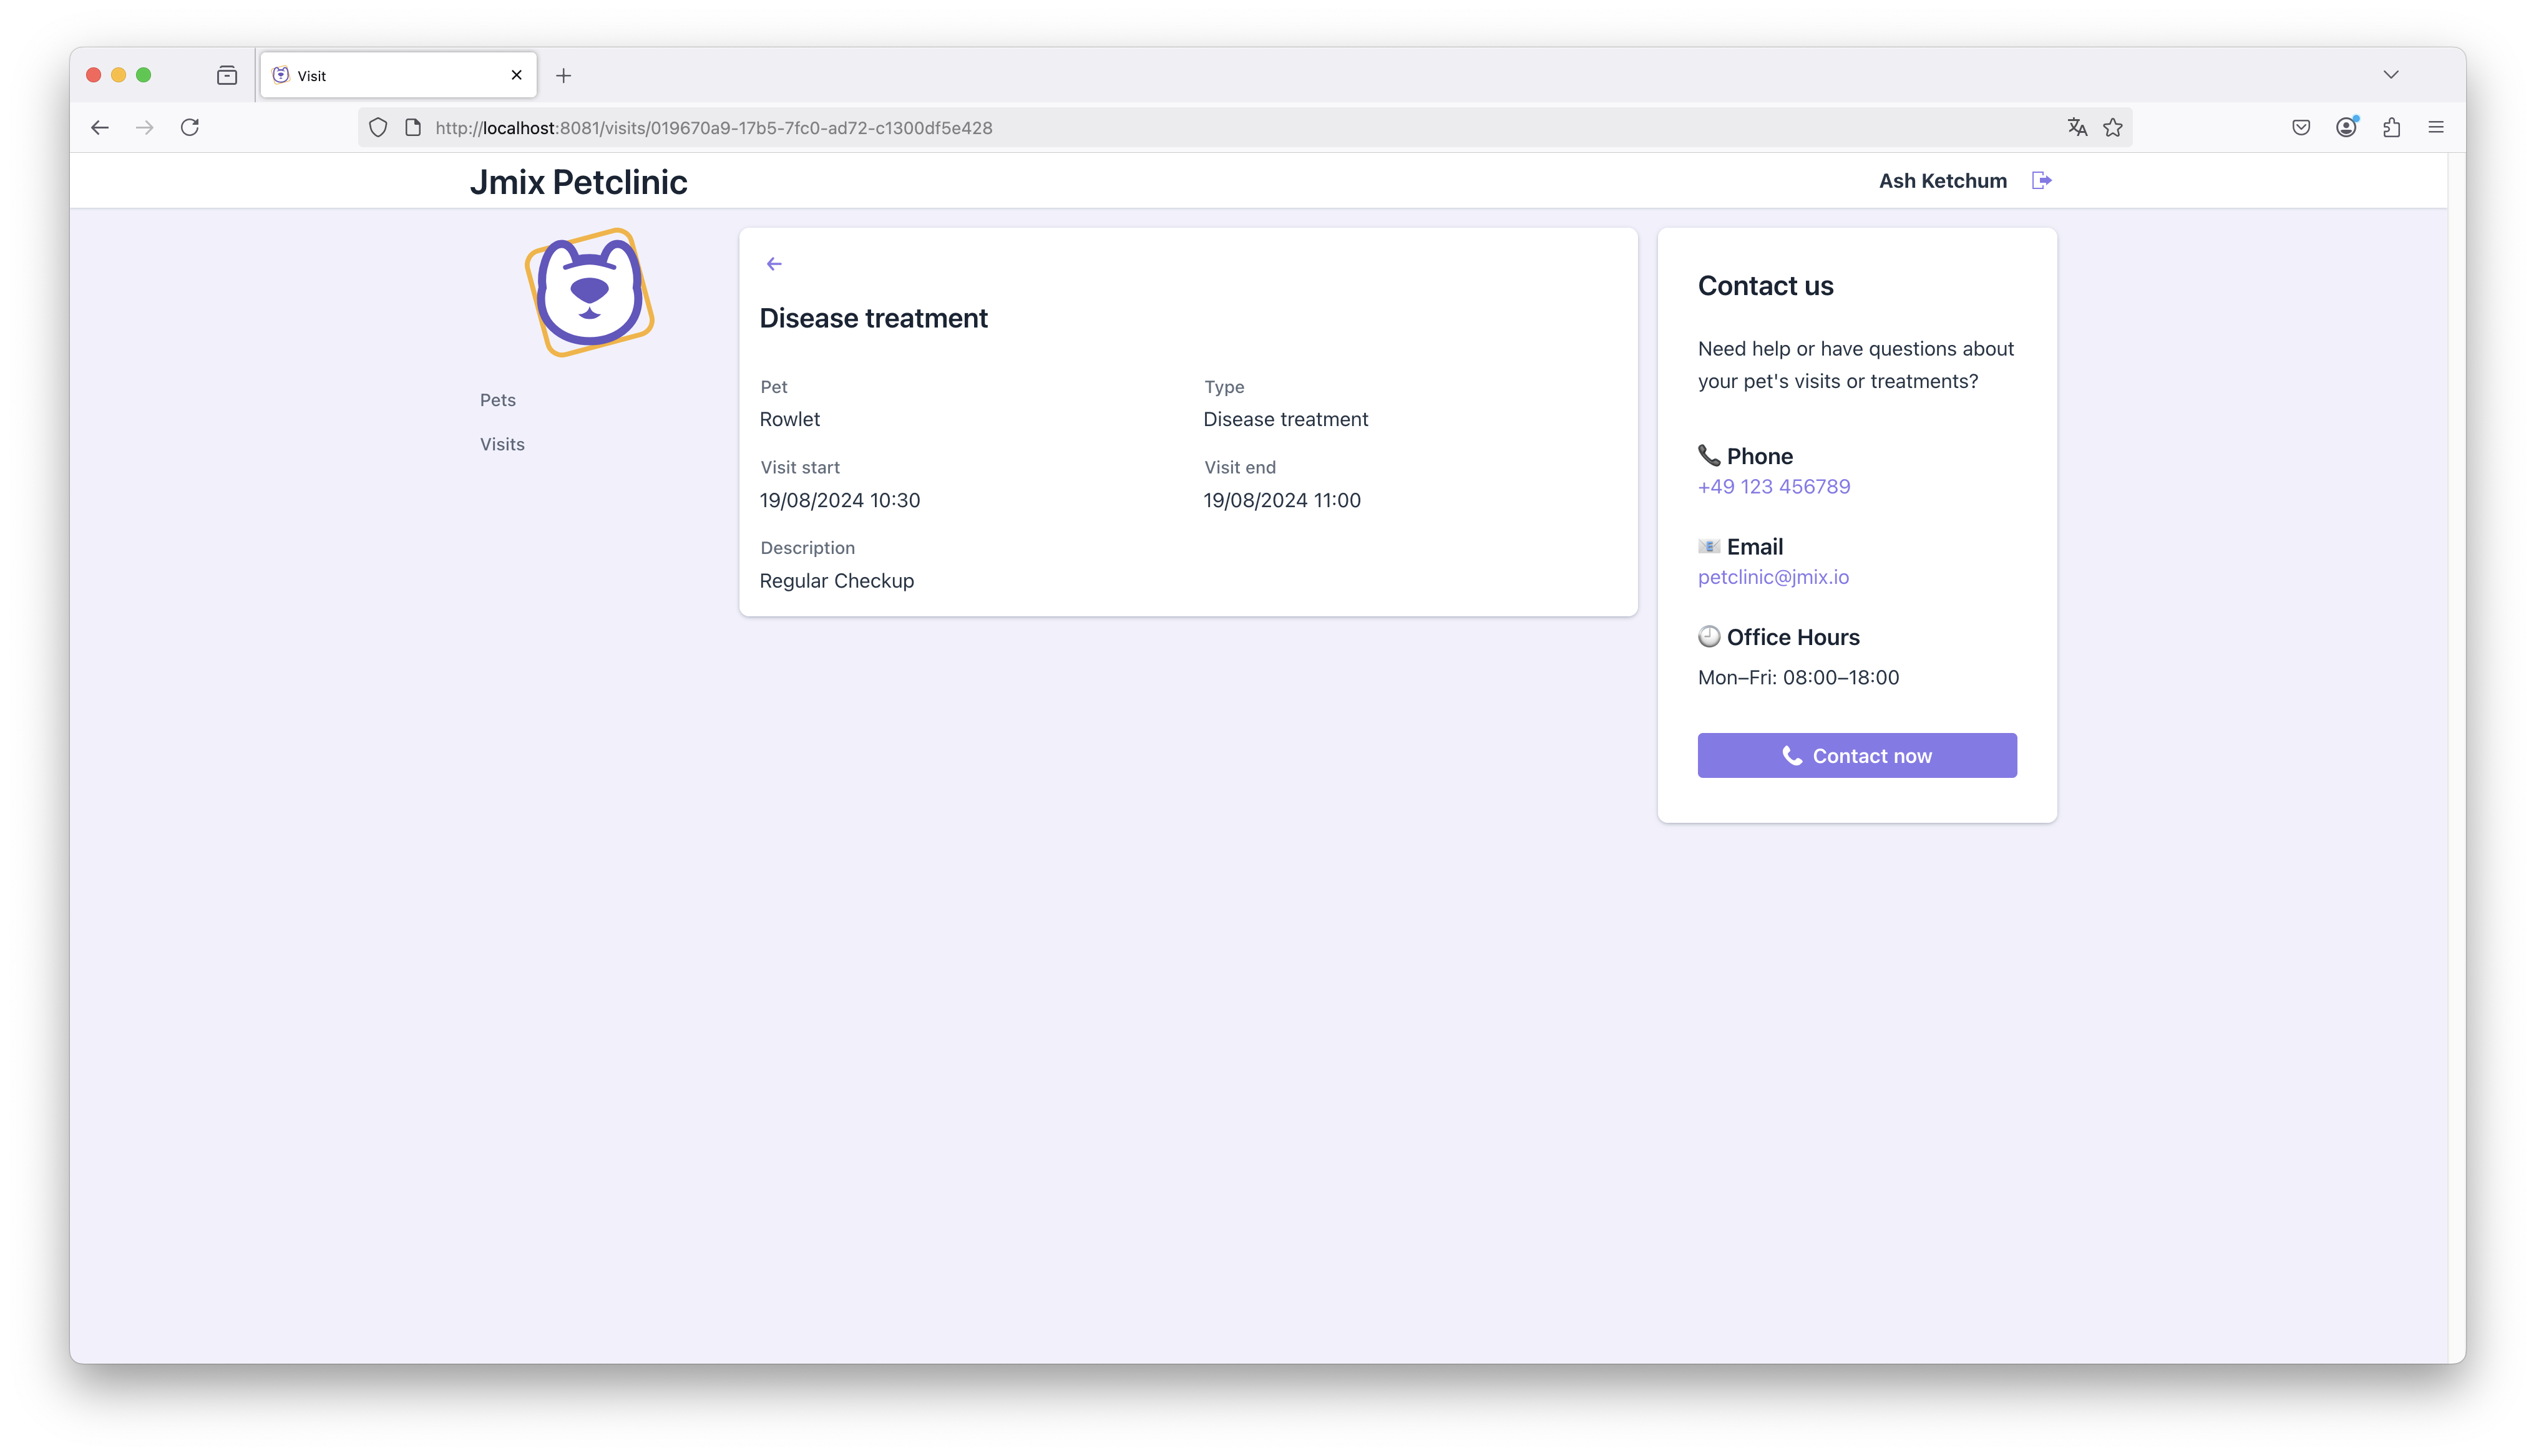 Visit
http://localhost:8081/visits/019670a9-17b5-7fc0-ad72-c1300df5e428
Jmix Petclinic
Ash Ketchum
Pets
Visits
Disease treatment
Pet
Rowlet
Type
Disease treatment
Visit start
19/08/2024 10:30
Visit end
19/08/2024 11:00
Description
Regular Checkup
Contact us
Need help or have questions about
your pet's visits or treatments?
📞 Phone
+49 123 456789
📧 Email
petclinic@jmix.io
🕘 Office Hours
Mon–Fri: 08:00–18:00
Contact now